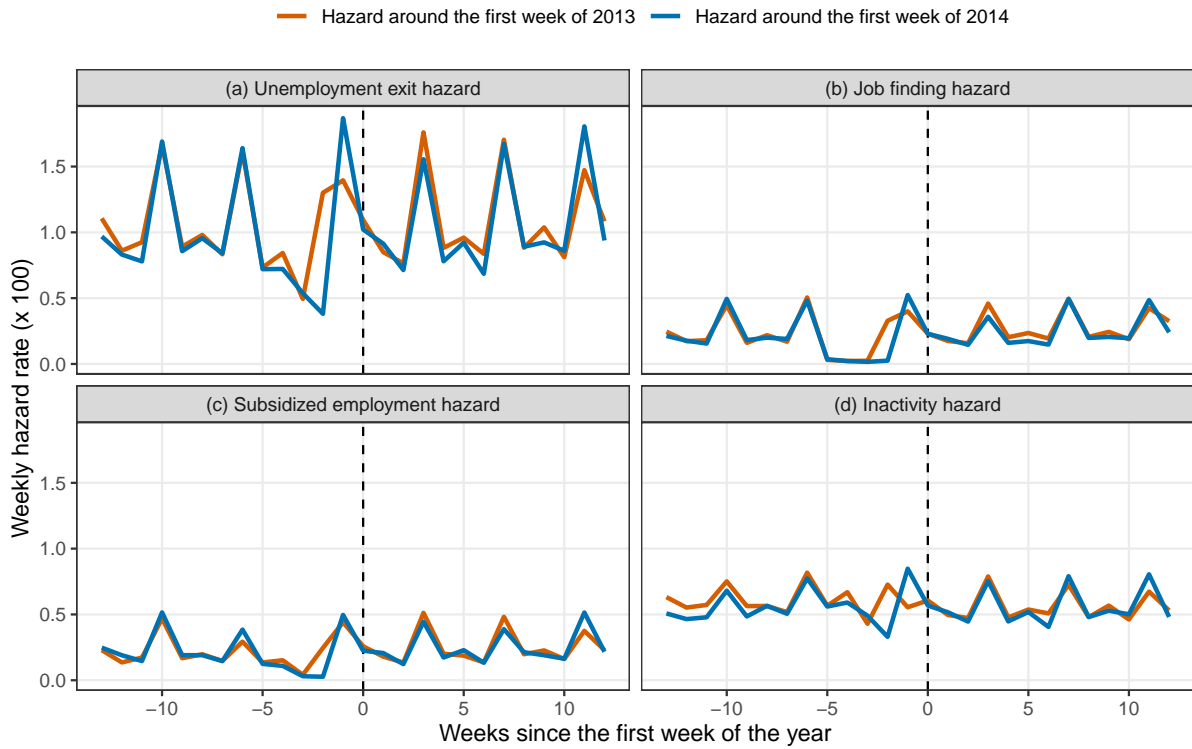 Hazard around the first week of 2013 Hazard around the first week of 2014
(a) Unemployment exit hazard
(b) Job finding hazard
1.5
1.0
0.5
0.0
(c) Subsidized employment hazard
(d) Inactivity hazard
1.5
1.0
0.5
0.0
Weekly hazard rate (x 100)
−10 −5 0 5 10
−10 −5 0 5 10
Weeks since the first week of the year